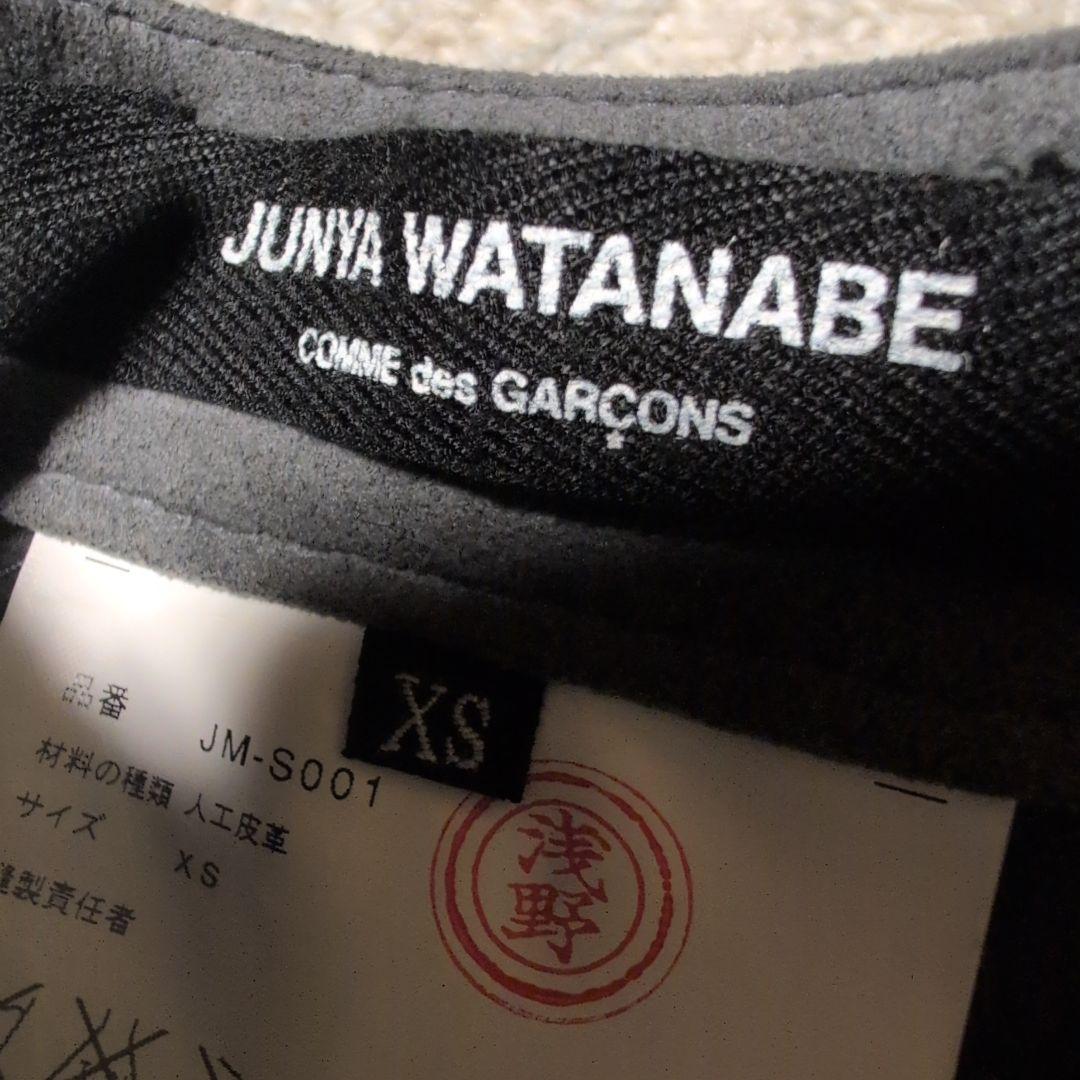 JUNYA WATANABE
COMME des GARÇONS
XS
品番 JM-S001
材料の種類 人工皮革
サイズ XS
縫製責任者
浅野